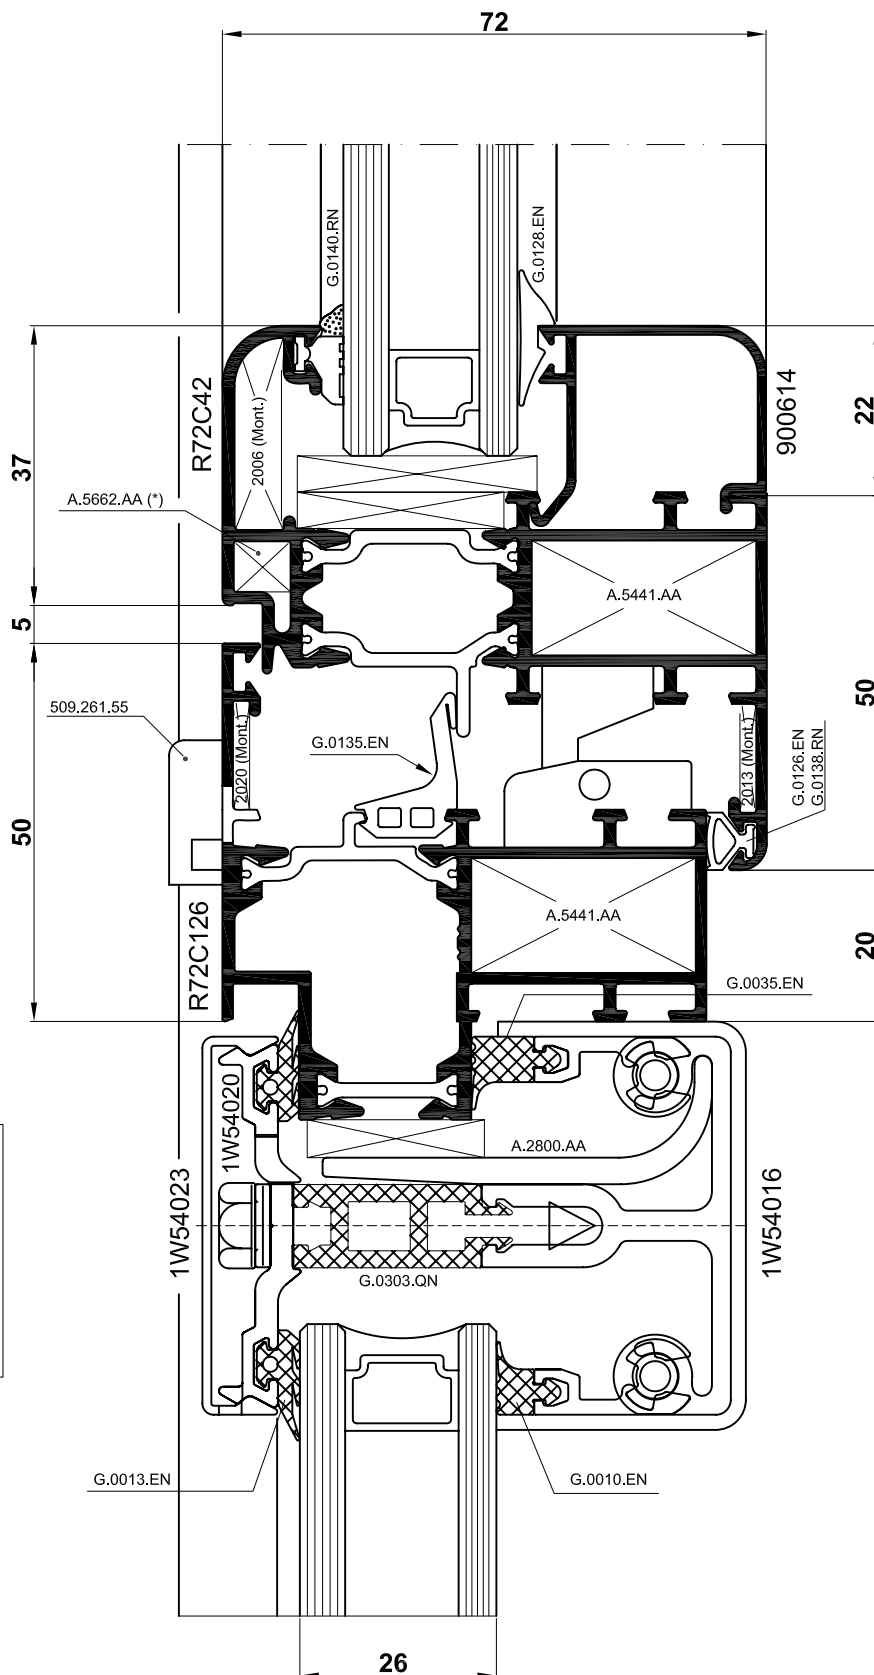 72
G.0140.RN
G.0128.EN
R72C42
2006 (Mont.)
900614
22
37
A.5662.AA (*)
A.5441.AA
5
509.261.55
2020 (Mont.)
G.0135.EN
2013 (Mont.)
G.0126.EN
G.0138.RN
50
50
R72C126
A.5441.AA
20
G.0035.EN
1W54020
1W54023
A.2800.AA
1W54016
G.0303.QN
G.0013.EN
G.0010.EN
26